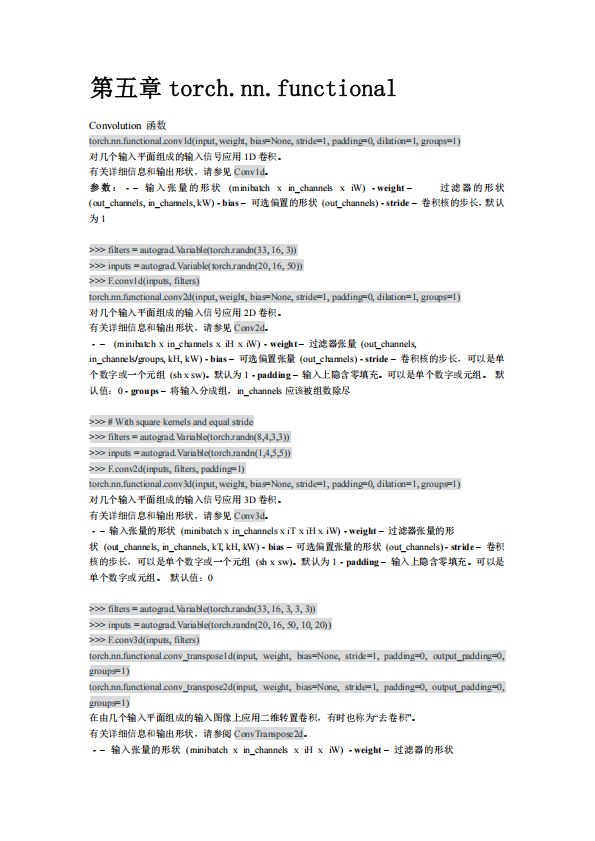 第五章 torch.nn.functional
Convolution 函数
torch.nn.functional.conv1d(input, weight, bias=None, stride=1, padding=0, dilation=1, groups=1)
对几个输入平面组成的输入信号应用 1D 卷积。
有关详细信息和输出形状，请参见 Conv1d。
参数： - – 输入张量的形状 (minibatch x in_channels x iW) - weight – 过滤器的形状
(out_channels, in_channels, kW) - bias – 可选偏置的形状 (out_channels) - stride – 卷积核的步长，默认
为 1
>>> filters = autograd.Variable(torch.randn(33, 16, 3))
>>> inputs = autograd.Variable(torch.randn(20, 16, 50))
>>> F.conv1d(inputs, filters)
torch.nn.functional.conv2d(input, weight, bias=None, stride=1, padding=0, dilation=1, groups=1)
对几个输入平面组成的输入信号应用 2D 卷积。
有关详细信息和输出形状，请参见 Conv2d。
- – (minibatch x in_channels x iH x iW) - weight – 过滤器张量 (out_channels,
in_channels/groups, kH, kW) - bias – 可选偏置张量 (out_channels) - stride – 卷积核的步长，可以是单
个数字或一个元组 (sh x sw)。默认为 1 - padding – 输入上隐含零填充。可以是单个数字或元组。 默
认值：0 - groups – 将输入分成组，in_channels 应该被组数除尽
>>> # With square kernels and equal stride
>>> filters = autograd.Variable(torch.randn(8,4,3,3))
>>> inputs = autograd.Variable(torch.randn(1,4,5,5))
>>> F.conv2d(inputs, filters, padding=1)
torch.nn.functional.conv3d(input, weight, bias=None, stride=1, padding=0, dilation=1, groups=1)
对几个输入平面组成的输入信号应用 3D 卷积。
有关详细信息和输出形状，请参见 Conv3d。
- – 输入张量的形状 (minibatch x in_channels x iT x iH x iW) - weight – 过滤器张量的形
状 (out_channels, in_channels, kT, kH, kW) - bias – 可选偏置张量的形状 (out_channels) - stride – 卷积
核的步长，可以是单个数字或一个元组 (sh x sw)。默认为 1 - padding – 输入上隐含零填充。可以是
单个数字或元组。 默认值：0
>>> filters = autograd.Variable(torch.randn(33, 16, 3, 3, 3))
>>> inputs = autograd.Variable(torch.randn(20, 16, 50, 10, 20))
>>> F.conv3d(inputs, filters)
torch.nn.functional.conv_transpose1d(input, weight, bias=None, stride=1, padding=0, output_padding=0,
groups=1)
torch.nn.functional.conv_transpose2d(input, weight, bias=None, stride=1, padding=0, output_padding=0,
groups=1)
在由几个输入平面组成的输入图像上应用二维转置卷积，有时也称为“去卷积”。
有关详细信息和输出形状，请参阅 ConvTranspose2d。
- – 输入张量的形状 (minibatch x in_channels x iH x iW) - weight – 过滤器的形状